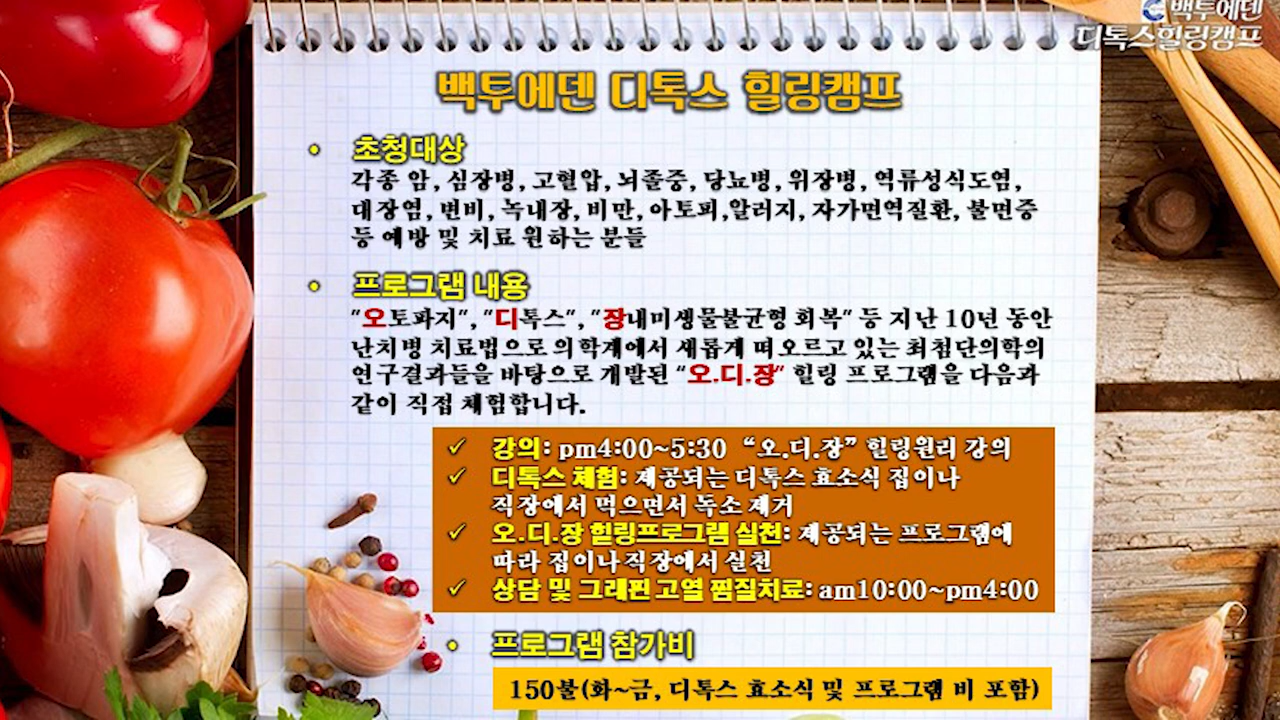 백투에덴
디톡스힐링캠프
백투에덴 디톡스 힐링캠프
• 초청대상
각종 암, 심장병, 고혈압, 뇌졸중, 당뇨병, 위장병, 역류성식도염,
대장염, 변비, 녹내장, 비만, 아토피,알러지, 자가면역질환, 불면증
등 예방 및 치료 원하는 분들
• 프로그램 내용
"오토파지", "디톡스", "장내미생물불균형 회복" 등 지난 10년 동안
난치병 치료법으로 의학계에서 새롭게 떠오르고 있는 최첨단의학의
연구결과들을 바탕으로 개발된 "오.디.장" 힐링 프로그램을 다음과
같이 직접 체험합니다.
✓ 강의: pm4:00~5:30 “오.디.장” 힐링원리 강의
✓ 디톡스 체험: 제공되는 디톡스 효소식 집이나
직장에서 먹으면서 독소 제거
✓ 오.디.장 힐링프로그램 실천: 제공되는 프로그램에
따라 집이나 직장에서 실천
✓ 상담 및 그래핀 고열 찜질치료: am10:00~pm4:00
• 프로그램 참가비
150불(화~금, 디톡스 효소식 및 프로그램 비 포함)